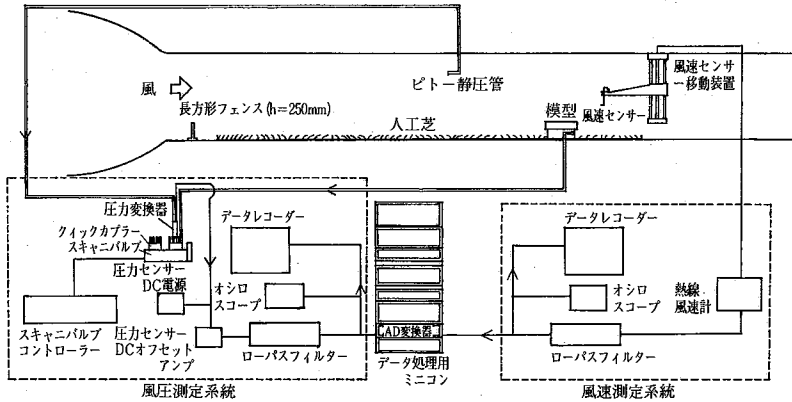 風
ピトー静圧管
風速センサ
ー移動装置
風速センサー
長方形フェンス(h=250mm)
人工芝
模型
圧力変換器
クィックカプラー
スキャニバルブ
圧力センサー
DC電源
データレコーダー
オシロ
スコープ
スキャニバルブ
コントローラー
圧力センサー
DCオフセット
アンプ
ローパスフィルター
AD変換器
データ処理用
ミニコン
データレコーダー
オシロ
スコープ
熱線
風速計
ローパスフィルター
風圧測定系統
風速測定系統